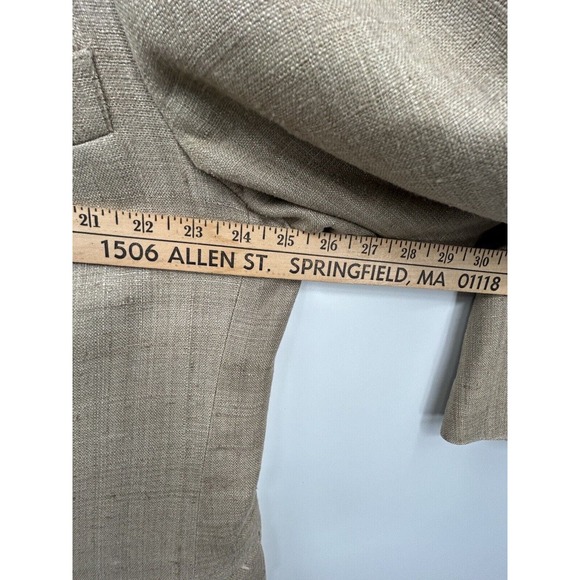 21 22 23 24 25 26 27 28 29 30
1506 ALLEN ST. SPRINGFIELD, MA 01118